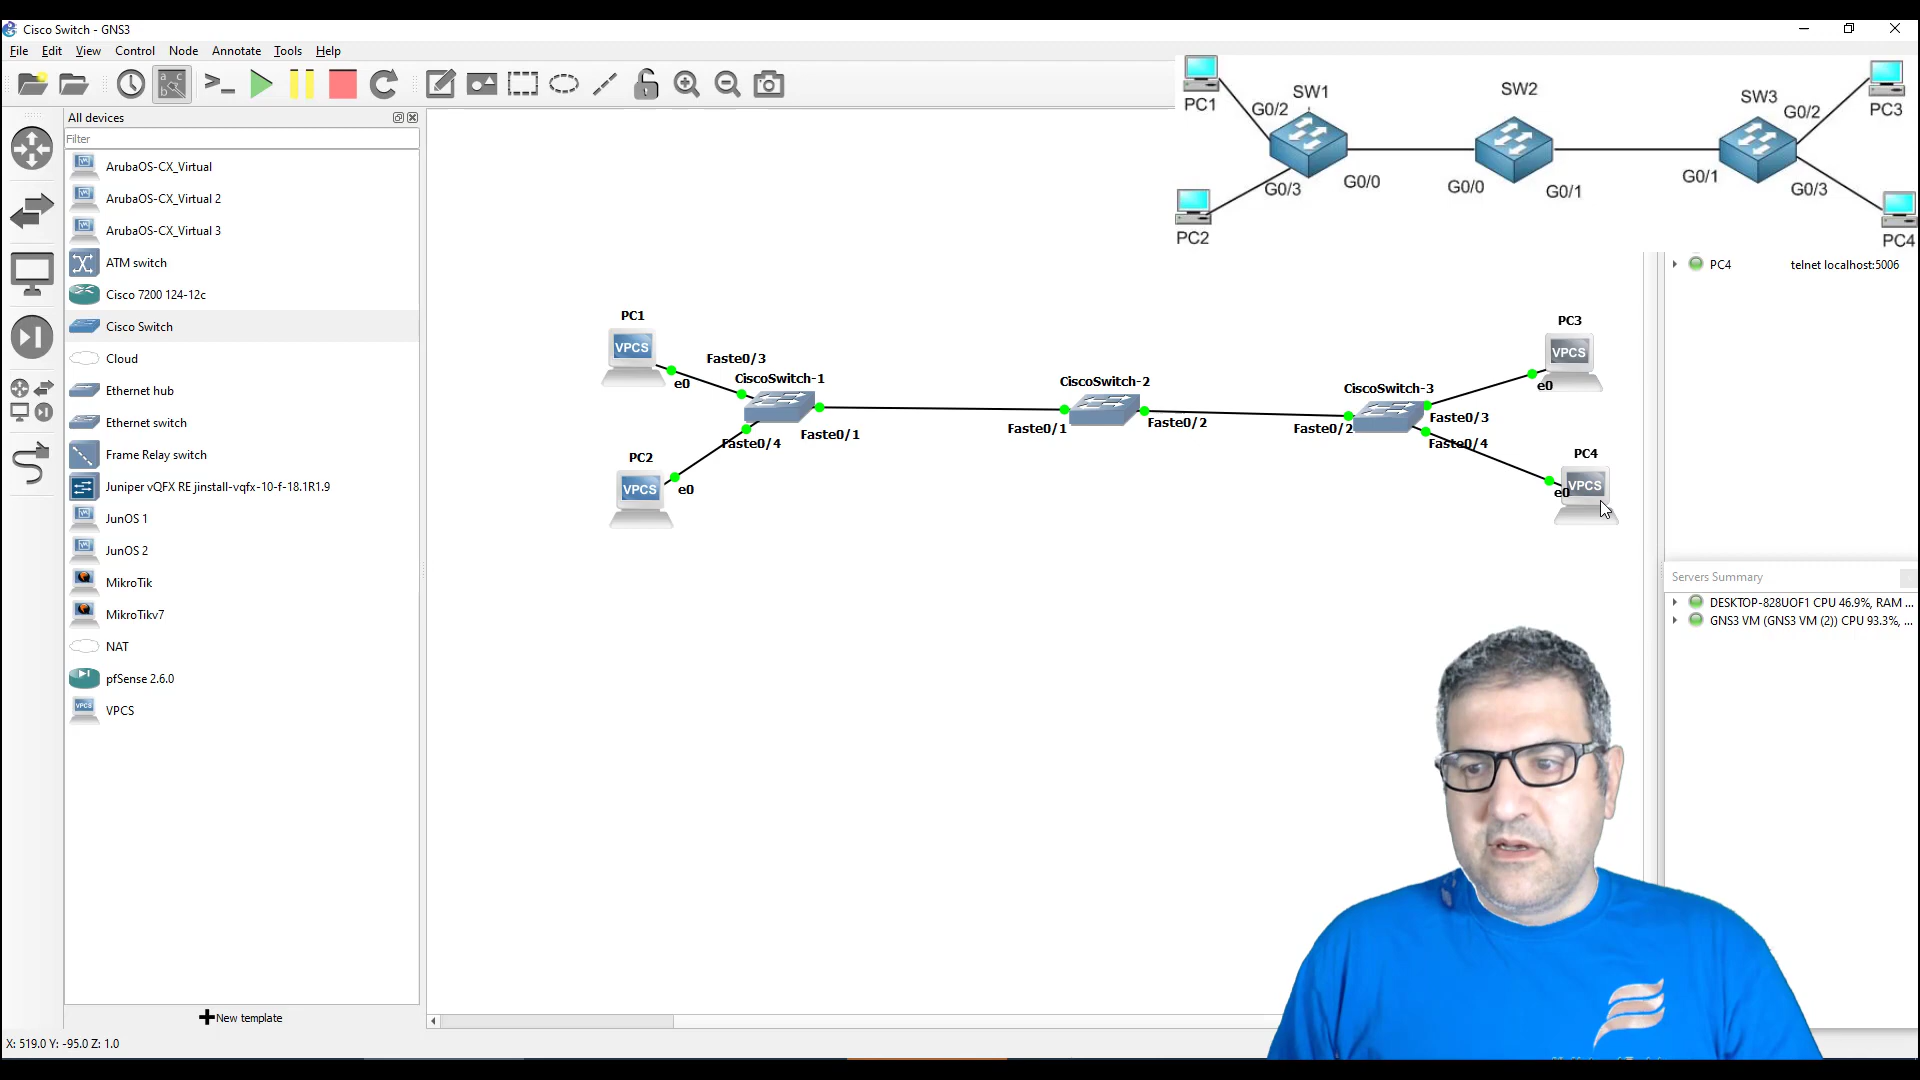 Cisco Switch - GNS3
File Edit View Control Node Annotate Tools Help
All devices
Filter
ArubaOS-CX_Virtual
ArubaOS-CX_Virtual 2
ArubaOS-CX_Virtual 3
ATM switch
Cisco 7200 124-12c
Cisco Switch
Cloud
Ethernet hub
Ethernet switch
Frame Relay switch
Juniper vQFX RE jinstall-vqfx-10-f-18.1R1.9
JunOS 1
JunOS 2
MikroTik
MikroTikv7
NAT
pfSense 2.6.0
VPCS
New template
X: 519.0 Y: -95.0 Z: 1.0
PC1
VPCS
e0
Faste0/3
CiscoSwitch-1
Faste0/4
Faste0/1
PC2
VPCS
e0
CiscoSwitch-2
Faste0/1
Faste0/2
CiscoSwitch-3
Faste0/2
Faste0/3
Faste0/4
PC3
VPCS
e0
PC4
VPCS
e0
PC1
G0/2
SW1
SW2
SW3
G0/2
PC3
PC2
G0/3
G0/0
G0/0
G0/1
G0/1
G0/3
PC4
PC4 telnet localhost:5006
Servers Summary
DESKTOP-828UOF1 CPU 46.9%, RAM ...
GNS3 VM (GNS3 VM (2)) CPU 93.3%, ...